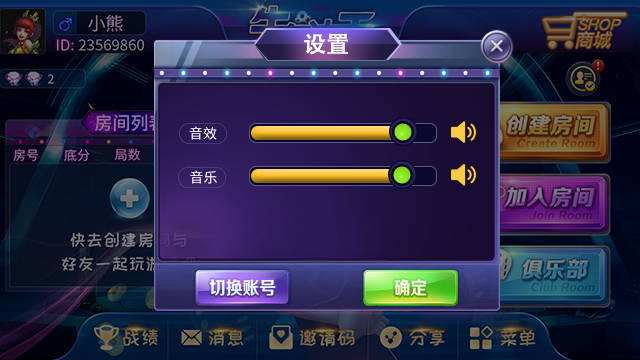 小熊
ID: 23569860
2
设置
SHOP
商城
房间列表
房号 底分 局数
音效
音乐
快去创建房间与
好友一起玩游
创建房间
Create Room
加入房间
Join Room
俱乐部
Club Room
切换账号
确定
战绩 消息 邀请码 分享 菜单